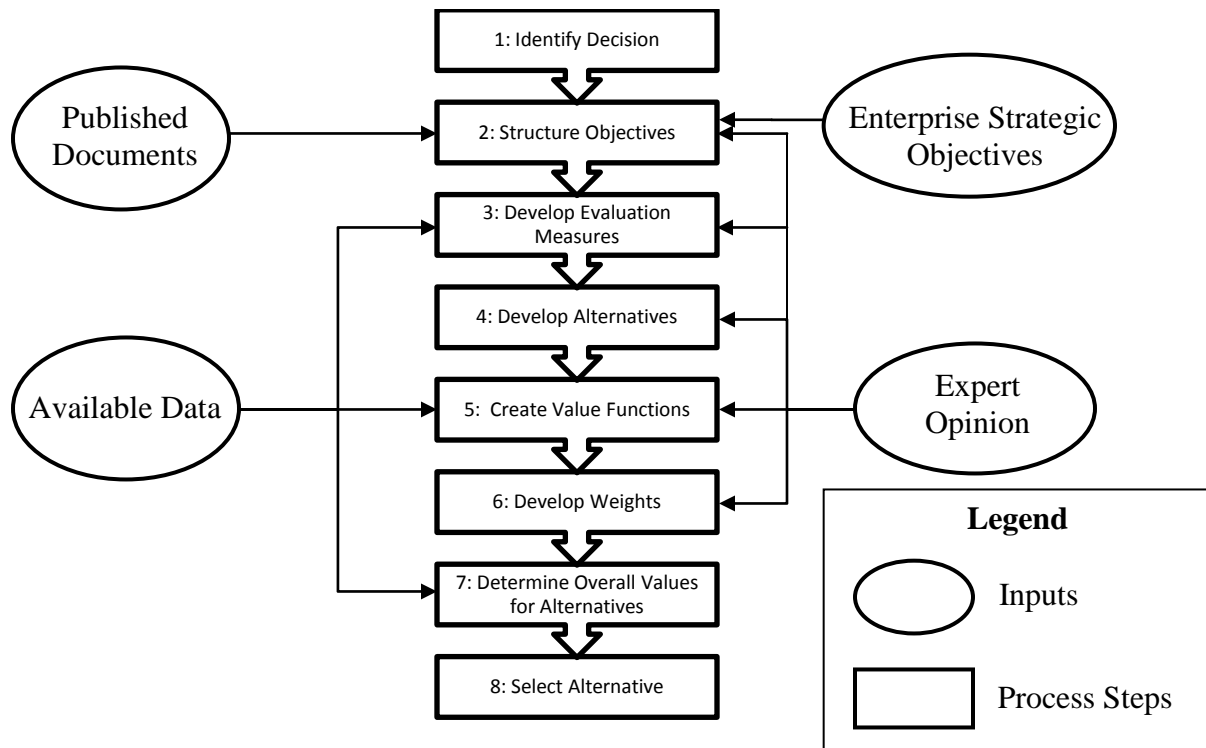 1: Identify Decision
Published
Documents
2: Structure Objectives
Enterprise Strategic
Objectives
3: Develop Evaluation
Measures
4: Develop Alternatives
Available Data
5:  Create Value Functions
Expert
Opinion
6: Develop Weights
7: Determine Overall Values
for Alternatives
8: Select Alternative
Legend
Inputs
Process Steps